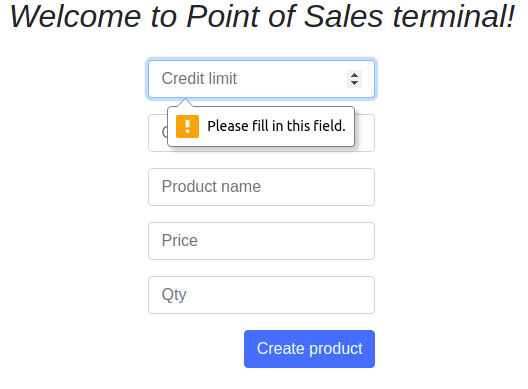 Welcome to Point of Sales terminal!
Credit limit
Please fill in this field.
Product name
Price
Qty
Create product